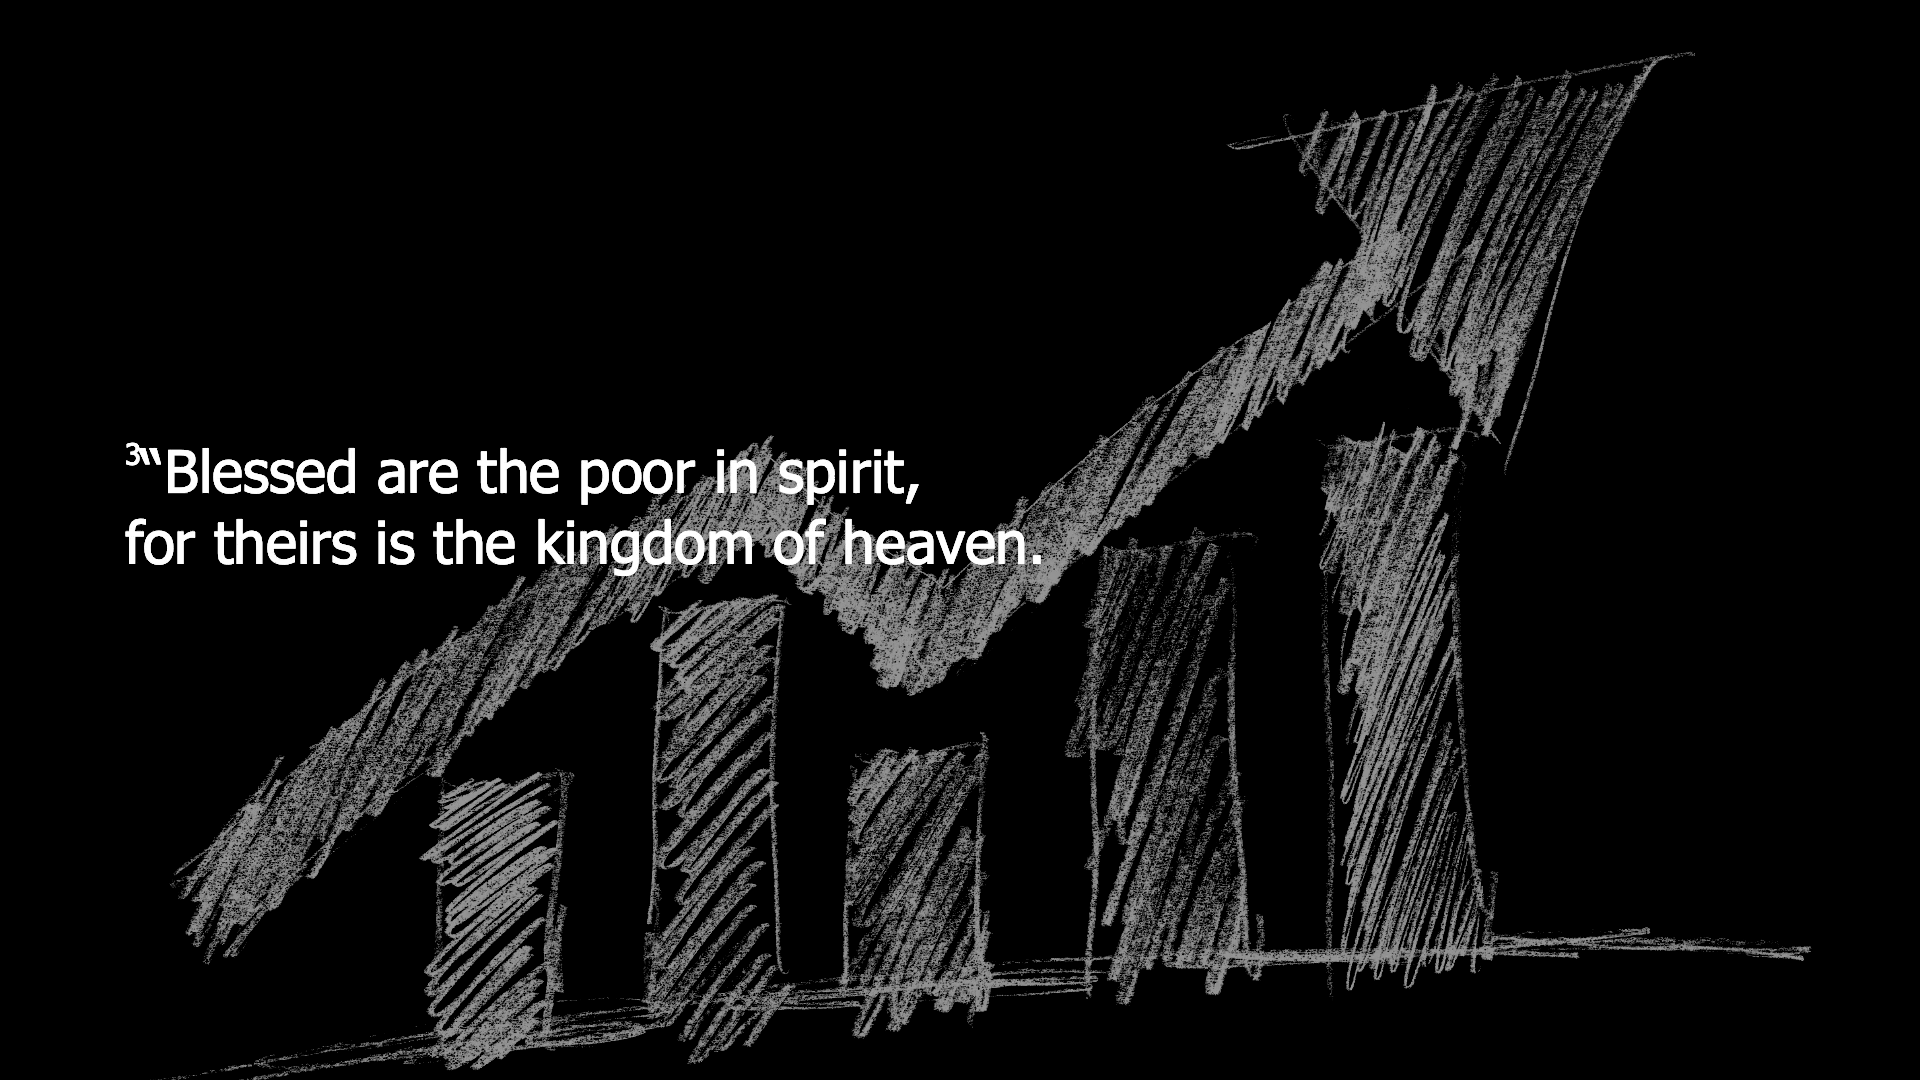 ³“Blessed are the poor in spirit,
for theirs is the kingdom of heaven.